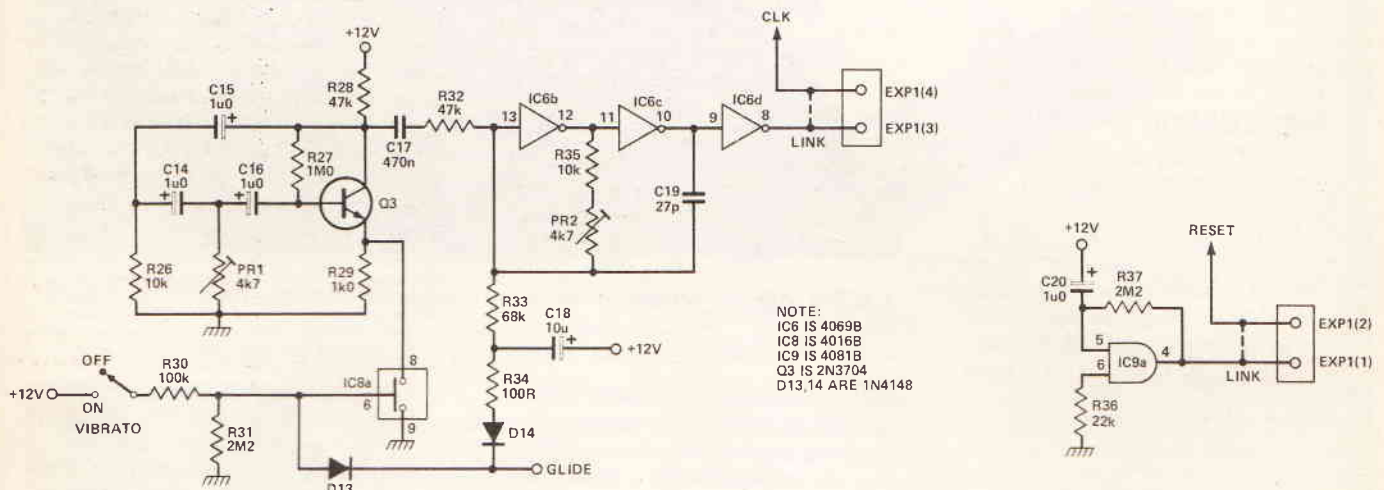 CLK
+12V
C15
1u0
+
R28
47k
R32
47k
IC6b
IC6c
IC6d
EXP1(4)
13
12
11
10
9
8
EXP1(3)
C17
470n
LINK
R27
1M0
R35
10k
C14
1u0
+
C16
1u0
+
Q3
C19
27p
PR2
4k7
R26
10k
PR1
4k7
R29
1k0
R33
68k
C18
10u
+
+12V
NOTE:
IC6 IS 4069B
IC8 IS 4016B
IC9 IS 4081B
Q3 IS 2N3704
D13,14 ARE 1N4148
OFF
+12V
ON
VIBRATO
R30
100k
R31
2M2
8
IC8a
6
9
R34
100R
D14
GLIDE
D13
RESET
+12V
+
C20
1u0
R37
2M2
5
6
IC9a
4
EXP1(2)
EXP1(1)
LINK
R36
22k